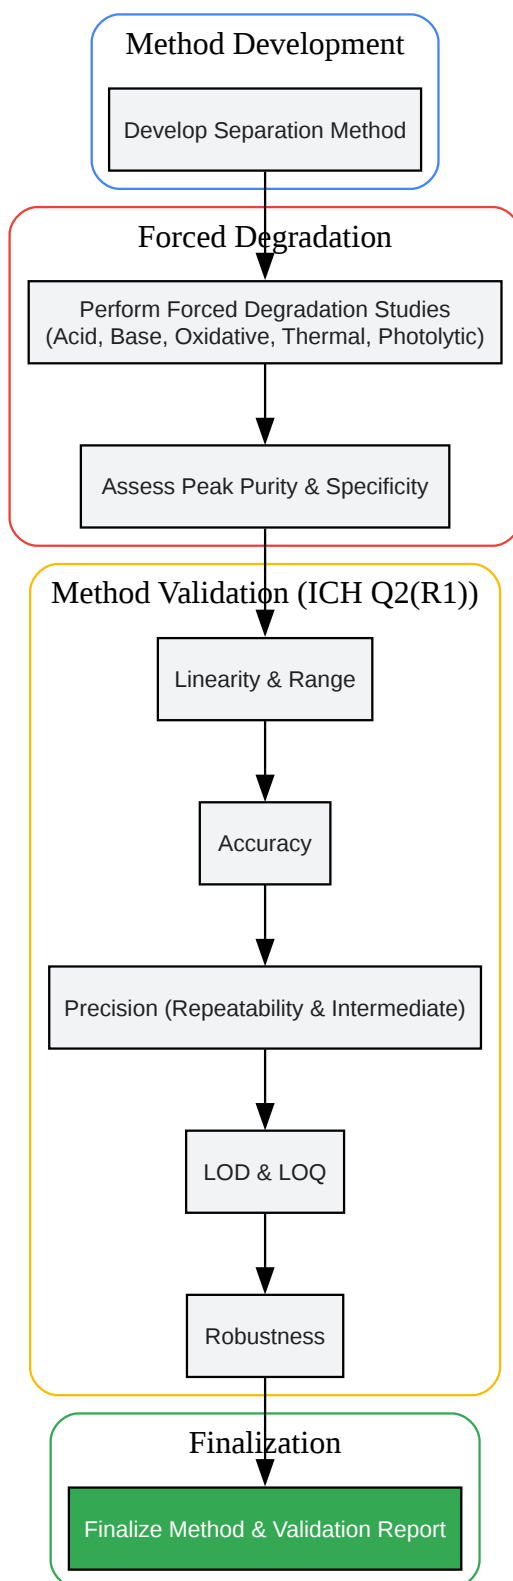 Method Development
Develop Separation Method
Forced Degradation
Perform Forced Degradation Studies
(Acid, Base, Oxidative, Thermal, Photolytic)
Assess Peak Purity & Specificity
Method Validation (ICH Q2(R1))
Linearity & Range
Accuracy
Precision (Repeatability & Intermediate)
LOD & LOQ
Robustness
Finalization
Finalize Method & Validation Report